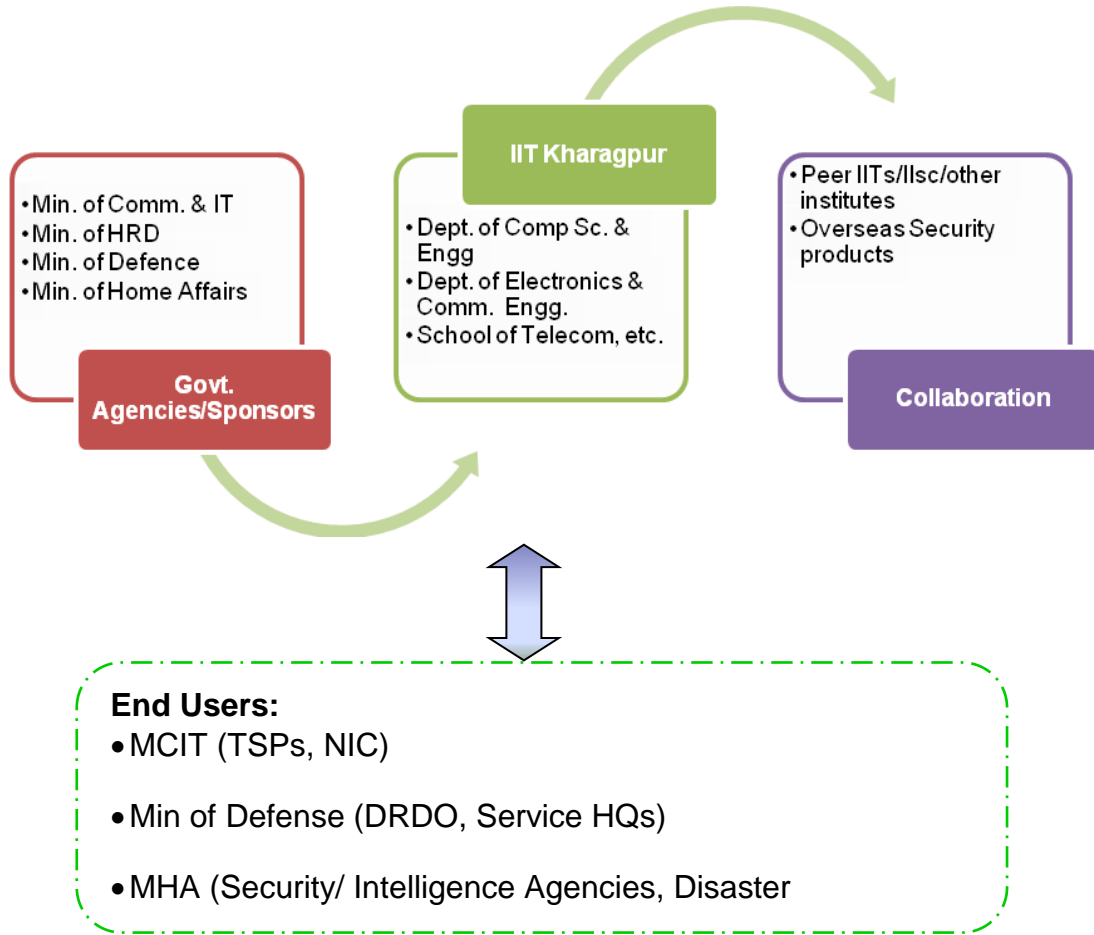 • Min. of Comm. & IT
• Min. of HRD
• Min. of Defence
• Min. of Home Affairs
Govt.
Agencies/Sponsors
IIT Kharagpur
• Dept. of Comp Sc. &
Engg
• Dept. of Electronics &
Comm. Engg.
• School of Telecom, etc.
• Peer IITs/IIsc/other
institutes
• Overseas Security
products
Collaboration
End Users:
• MCIT (TSPs, NIC)
• Min of Defense (DRDO, Service HQs)
• MHA (Security/ Intelligence Agencies, Disaster